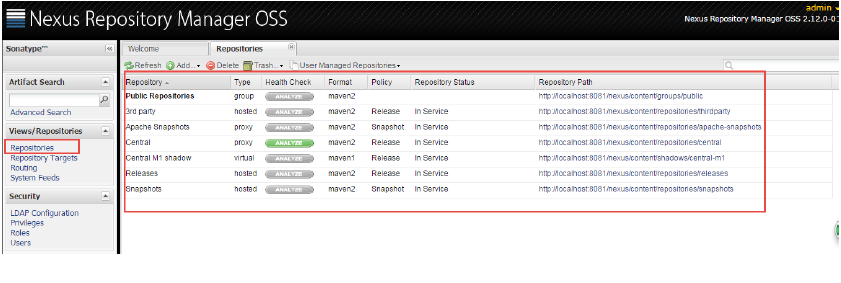 Nexus Repository Manager OSS
admin
Nexus Repository Manager OSS 2.12.0-01
Sonatype™
Welcome
Repositories
Refresh Add... Delete Trash... User Managed Repositories
Artifact Search
Advanced Search
Views/Repositories
Repositories
Repository Targets
Routing
System Feeds
Security
LDAP Configuration
Privileges
Roles
Users
Repository Type Health Check Format Policy Repository Status Repository Path
Public Repositories group ANALYZE maven2 http://localhost:8081/nexus/content/groups/public
3rd party hosted ANALYZE maven2 Release In Service http://localhost:8081/nexus/content/repositories/thirdparty
Apache Snapshots proxy ANALYZE maven2 Snapshot In Service http://localhost:8081/nexus/content/repositories/apache-snapshots
Central proxy ANALYZE maven2 Release In Service http://localhost:8081/nexus/content/repositories/central
Central M1 shadow virtual ANALYZE maven1 Release In Service http://localhost:8081/nexus/content/shadows/central-m1
Releases hosted ANALYZE maven2 Release In Service http://localhost:8081/nexus/content/repositories/releases
Snapshots hosted ANALYZE maven2 Snapshot In Service http://localhost:8081/nexus/content/repositories/snapshots